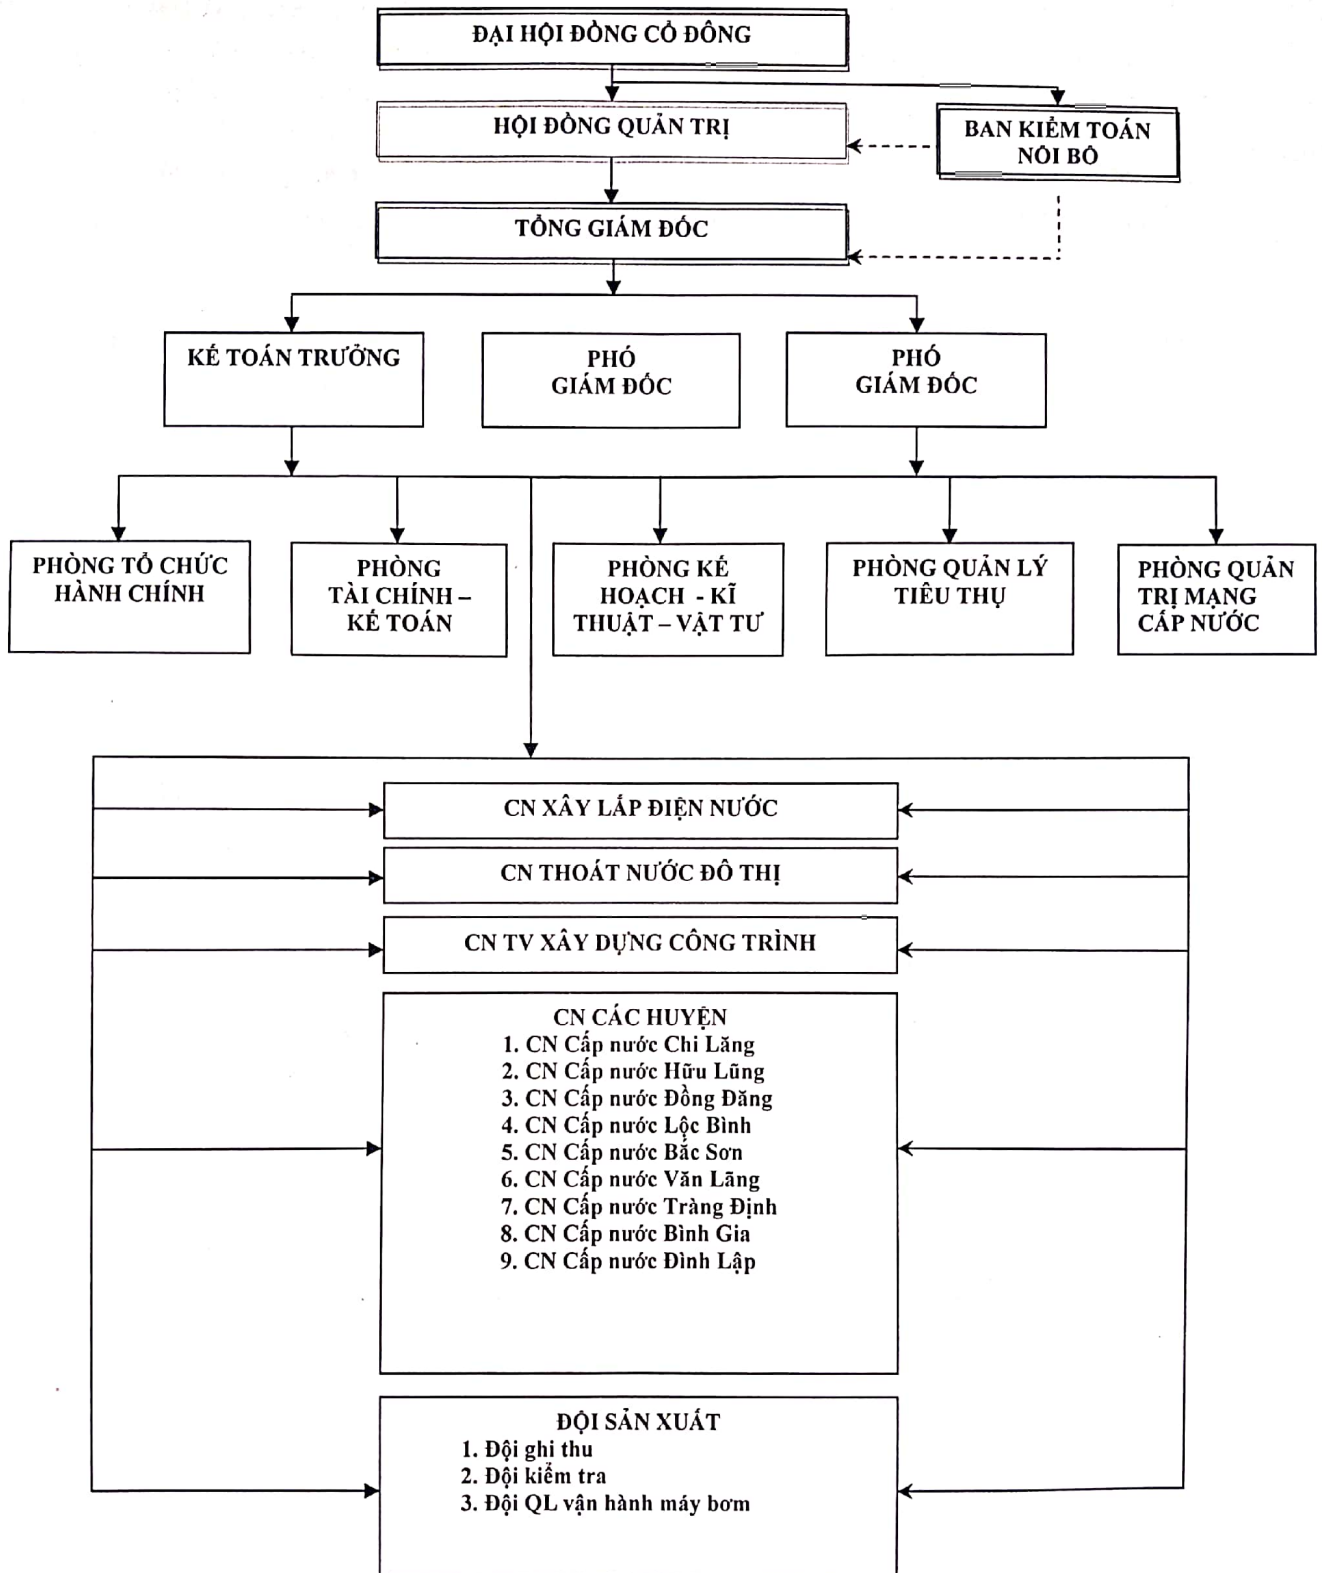 ĐẠI HỘI ĐỒNG CỔ ĐÔNG
HỘI ĐỒNG QUẢN TRỊ
BAN KIỂM TOÁN
NỘI BỘ
TỔNG GIÁM ĐỐC
KẾ TOÁN TRƯỞNG
PHÓ
GIÁM ĐỐC
PHÓ
GIÁM ĐỐC
PHÒNG TỔ CHỨC
HÀNH CHÍNH
PHÒNG
TÀI CHÍNH –
KẾ TOÁN
PHÒNG KẾ
HOẠCH - KĨ
THUẬT – VẬT TƯ
PHÒNG QUẢN LÝ
TIÊU THỤ
PHÒNG QUẢN
TRỊ MẠNG
CẤP NƯỚC
CN XÂY LẮP ĐIỆN NƯỚC
CN THOÁT NƯỚC ĐÔ THỊ
CN TV XÂY DỰNG CÔNG TRÌNH
CN CÁC HUYỆN
1. CN Cấp nước Chi Lăng
2. CN Cấp nước Hữu Lũng
3. CN Cấp nước Đồng Đăng
4. CN Cấp nước Lộc Bình
5. CN Cấp nước Bắc Sơn
6. CN Cấp nước Văn Lãng
7. CN Cấp nước Tràng Định
8. CN Cấp nước Bình Gia
9. CN Cấp nước Đình Lập
ĐỘI SẢN XUẤT
1. Đội ghi thu
2. Đội kiểm tra
3. Đội QL vận hành máy bơm